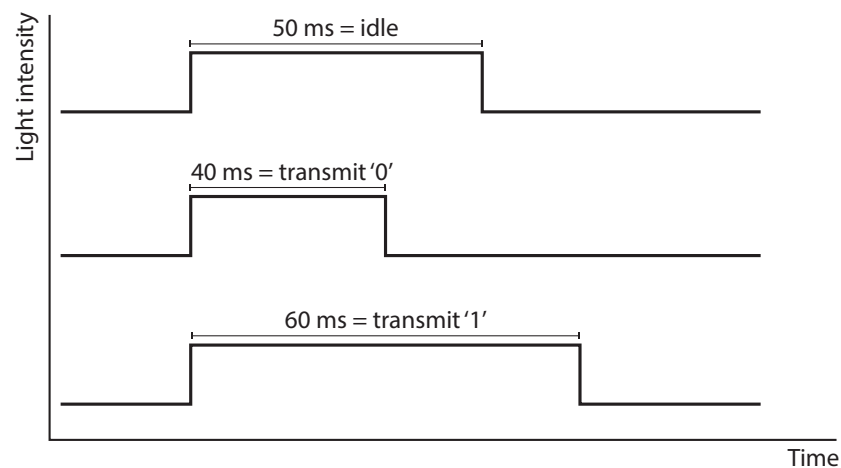 Light intensity
50 ms = idle
40 ms = transmit ‘0’
60 ms = transmit ‘1’
Time